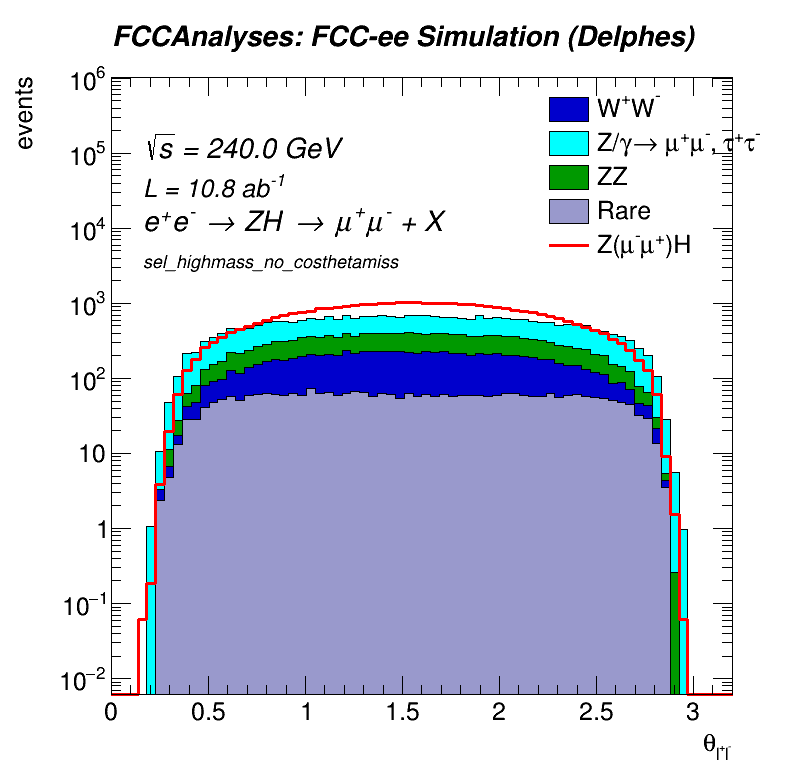 FCCAnalyses: FCC-ee Simulation (Delphes)
events
10⁶
10⁵
10⁴
10³
10²
10
1
10⁻¹
10⁻²
√s = 240.0 GeV
L = 10.8 ab⁻¹
e⁺e⁻ → ZH → μ⁺μ⁻ + X
sel_highmass_no_costhetamiss
W⁺W⁻
Z/γ→ μ⁺μ⁻, τ⁺τ⁻
ZZ
Rare
Z(μ⁻μ⁺)H
0 0.5 1 1.5 2 2.5 3
θ_l⁺l⁻